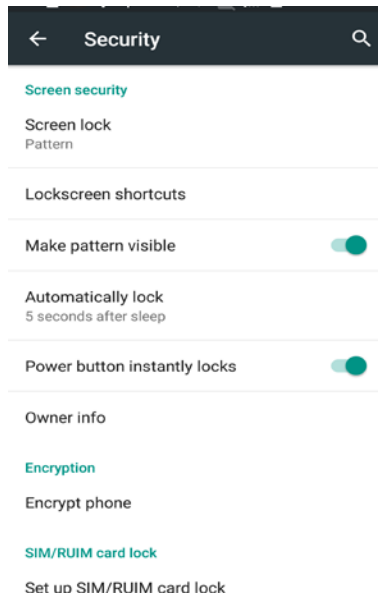 Security
Screen security
Screen lock
Pattern
Lockscreen shortcuts
Make pattern visible
Automatically lock
5 seconds after sleep
Power button instantly locks
Owner info
Encryption
Encrypt phone
SIM/RUIM card lock
Set up SIM/RUIM card lock